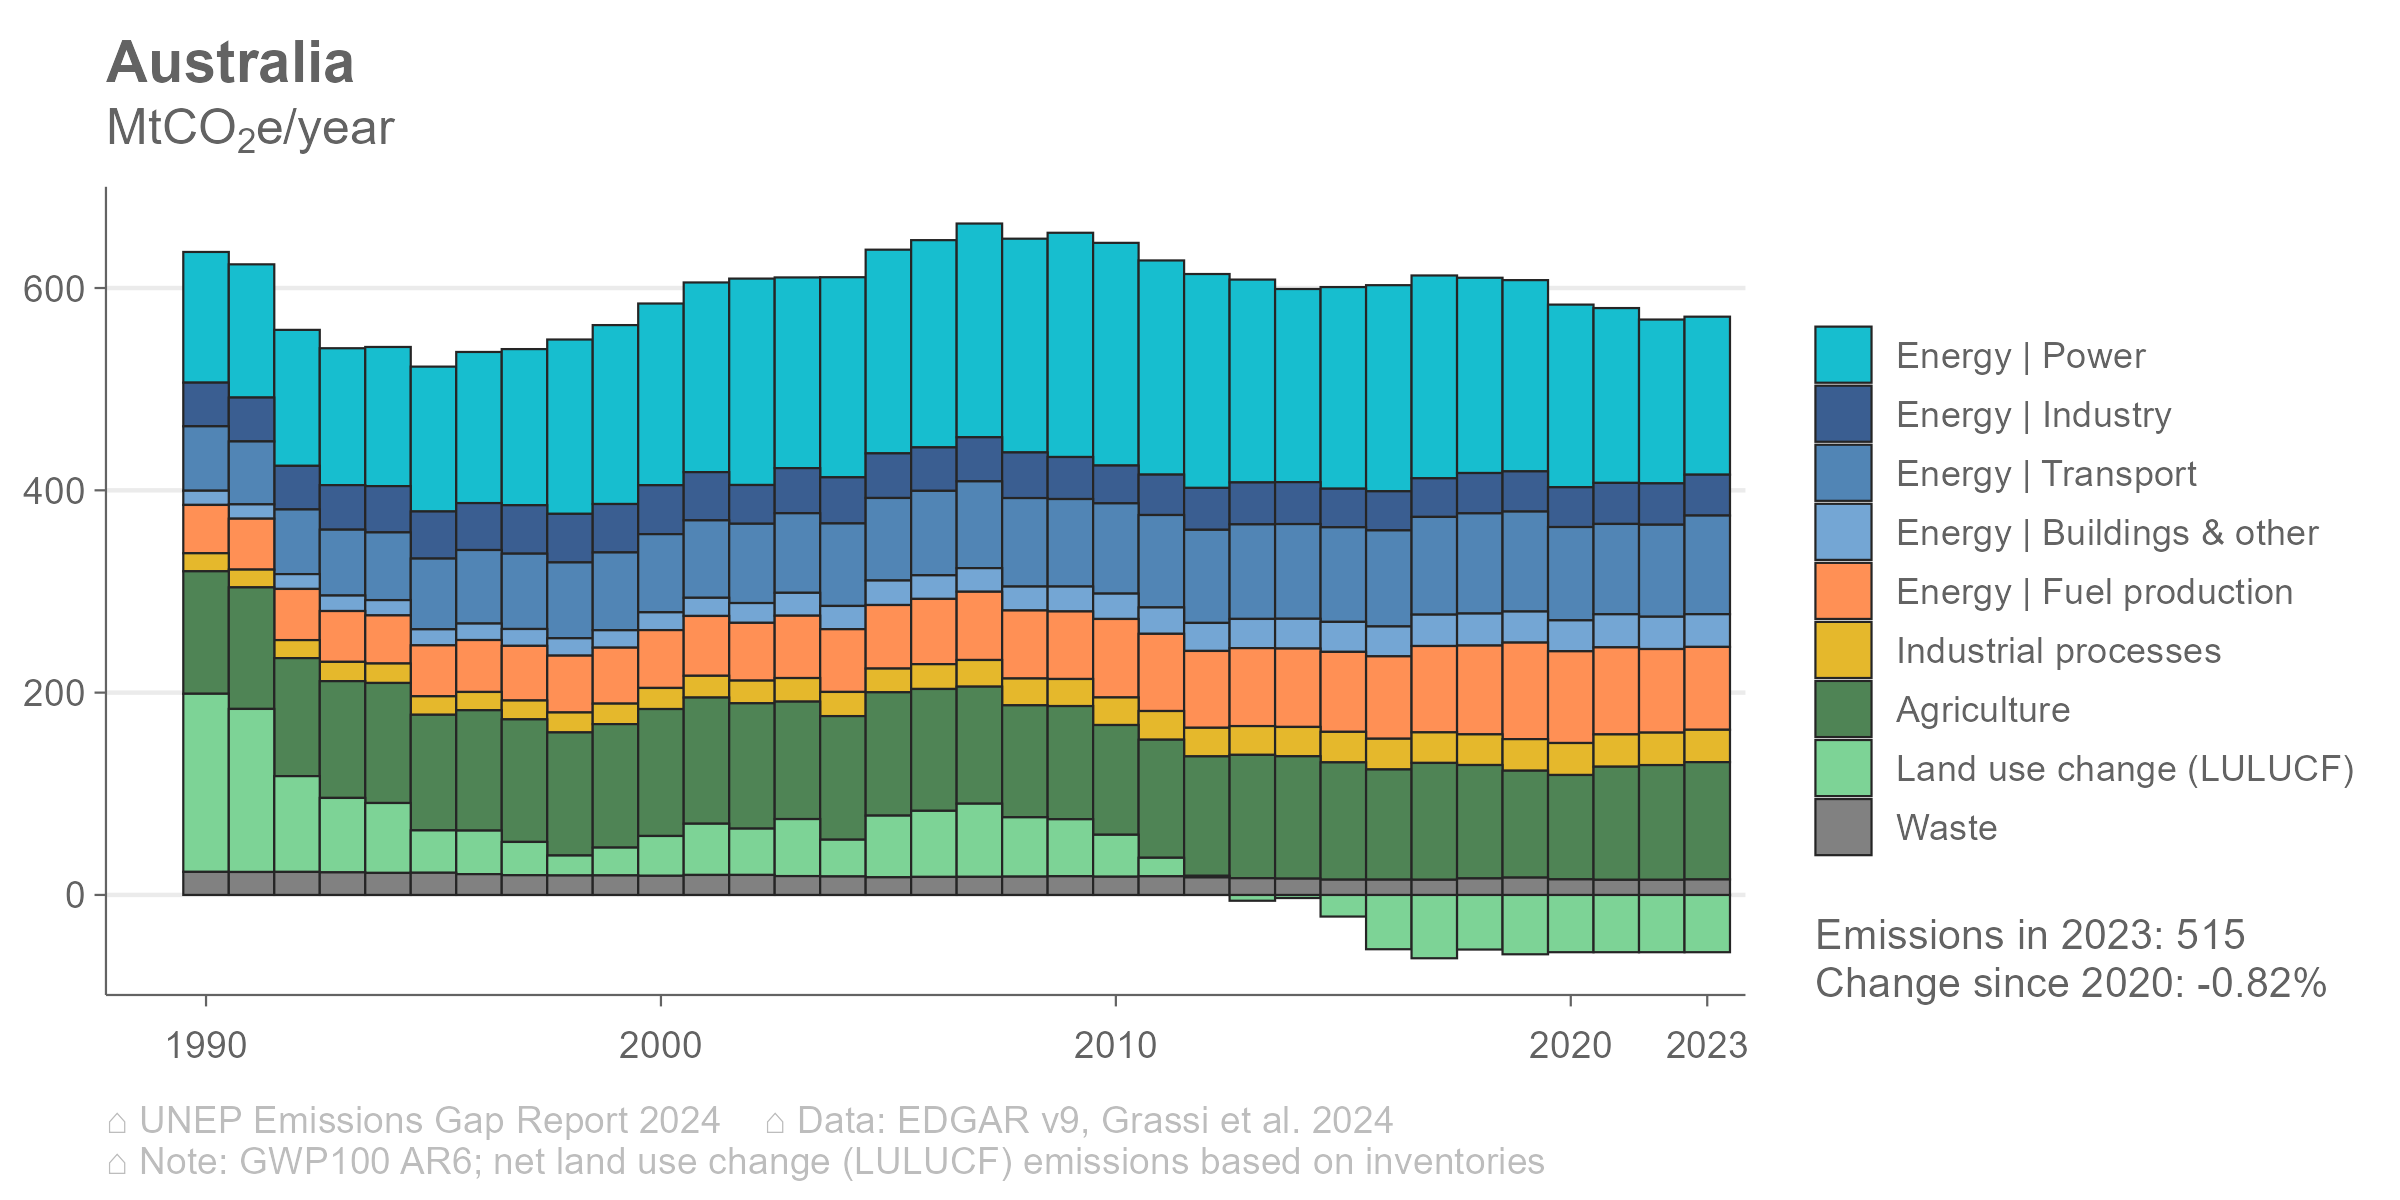 Australia
MtCO₂e/year
600
400
200
0
1990 2000 2010 2020 2023
Energy | Power
Energy | Industry
Energy | Transport
Energy | Buildings & other
Energy | Fuel production
Industrial processes
Agriculture
Land use change (LULUCF)
Waste
Emissions in 2023: 515
Change since 2020: -0.82%
⌂ UNEP Emissions Gap Report 2024 ⌂ Data: EDGAR v9, Grassi et al. 2024
⌂ Note: GWP100 AR6; net land use change (LULUCF) emissions based on inventories